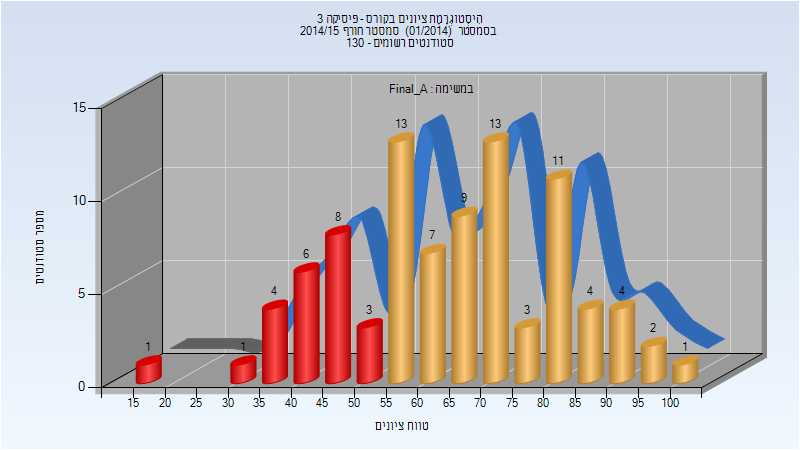 היסטוגרמת ציונים בקורס - פיסיקה 3
בסמסטר (01/2014) סמסטר חורף 2014/15
סטודנטים רשומים - 130
במשימה : Final_A
מספר סטודנטים
15
10
5
0
1
1
4
6
8
3
13
7
9
13
3
11
4
4
2
1
15 20 25 30 35 40 45 50 55 60 65 70 75 80 85 90 95 100
טווח ציונים